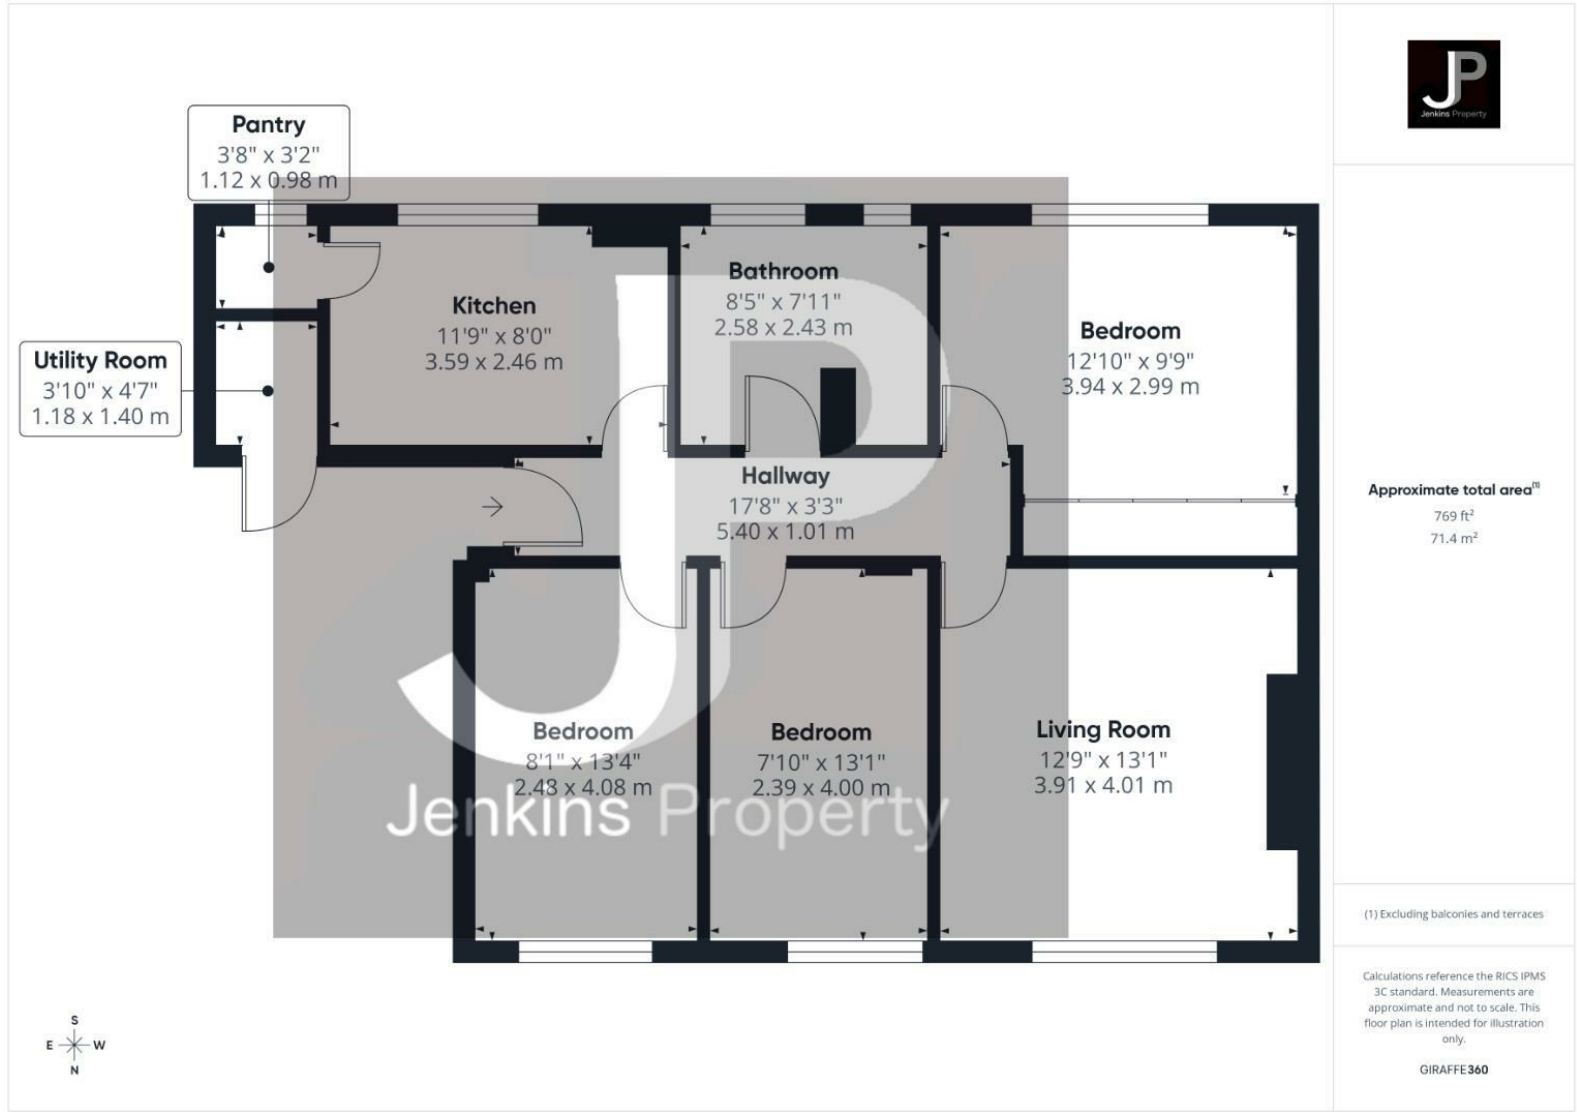 JP
Jenkins Property
Pantry
3'8" x 3'2"
1.12 x 0.98 m
Kitchen
11'9" x 8'0"
3.59 x 2.46 m
Bathroom
8'5" x 7'11"
2.58 x 2.43 m
Bedroom
12'10" x 9'9"
3.94 x 2.99 m
Utility Room
3'10" x 4'7"
1.18 x 1.40 m
Hallway
17'8" x 3'3"
5.40 x 1.01 m
Bedroom
8'1" x 13'4"
2.48 x 4.08 m
Bedroom
7'10" x 13'1"
2.39 x 4.00 m
Living Room
12'9" x 13'1"
3.91 x 4.01 m
JP
Jenkins Property
S
E W
N
Approximate total area(1)
769 ft²
71.4 m²
(1) Excluding balconies and terraces
Calculations reference the RICS IPMS
3C standard. Measurements are
approximate and not to scale. This
floor plan is intended for illustration
only.
GIRAFFE360